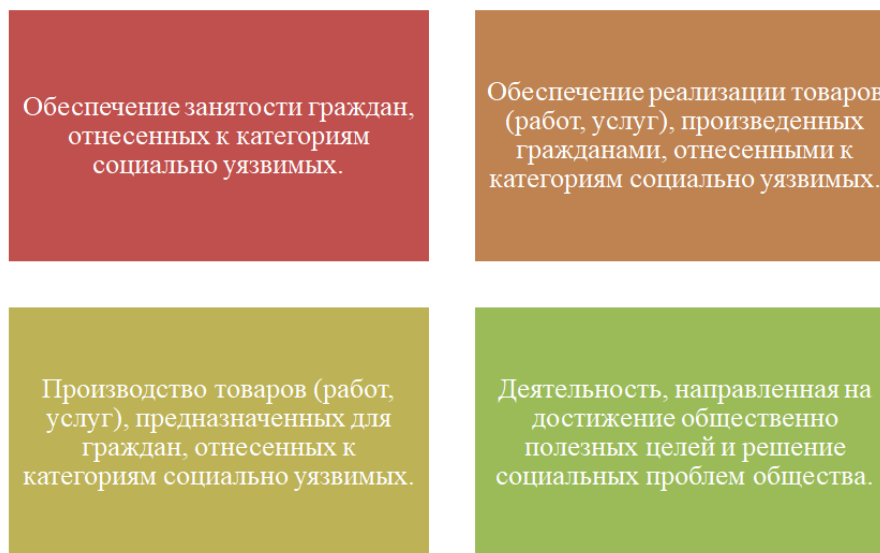 Обеспечение занятости граждан,
отнесенных к категориям
социально уязвимых.
Обеспечение реализации товаров
(работ, услуг), произведенных
гражданами, отнесенными к
категориям социально уязвимых.
Производство товаров (работ,
услуг), предназначенных для
граждан, отнесенных к
категориям социально уязвимых.
Деятельность, направленная на
достижение общественно
полезных целей и решение
социальных проблем общества.